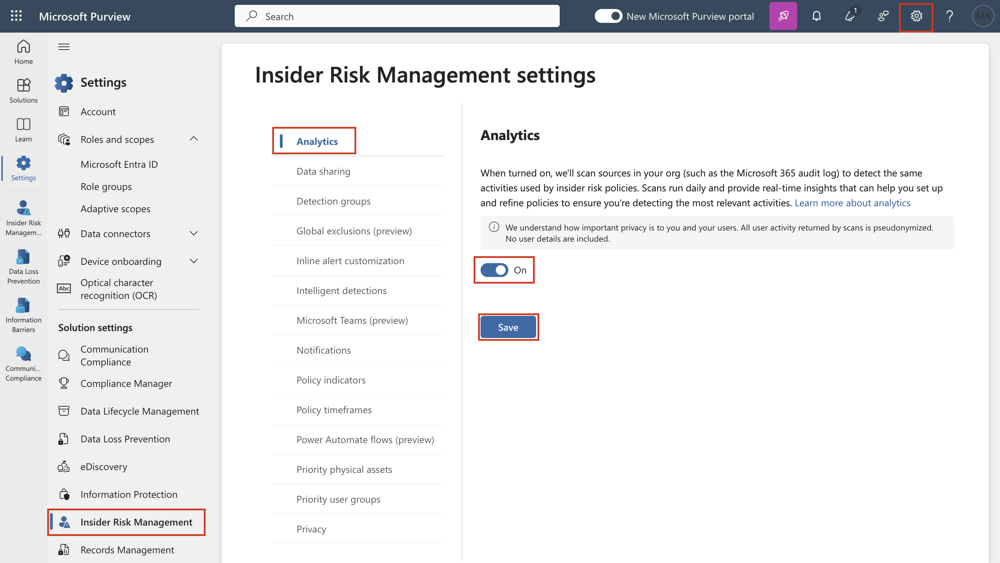 Microsoft Purview
Search
New Microsoft Purview portal
1
MA
Home
Solutions
Learn
Settings
Insider Risk
Managem...
Data Loss
Prevention
Information
Barriers
Communi...
Compliance
Settings
Account
Roles and scopes
Microsoft Entra ID
Role groups
Adaptive scopes
Data connectors
Device onboarding
Abc
Optical character
recognition (OCR)
Solution settings
Communication
Compliance
Compliance Manager
Data Lifecycle Management
Data Loss Prevention
eDiscovery
Information Protection
Insider Risk Management
Records Management
Insider Risk Management settings
Analytics
Data sharing
Detection groups
Global exclusions (preview)
Inline alert customization
Intelligent detections
Microsoft Teams (preview)
Notifications
Policy indicators
Policy timeframes
Power Automate flows (preview)
Priority physical assets
Priority user groups
Privacy
Analytics
When turned on, we'll scan sources in your org (such as the Microsoft 365 audit log) to detect the same
activities used by insider risk policies. Scans run daily and provide real-time insights that can help you set up
and refine policies to ensure you're detecting the most relevant activities. Learn more about analytics
We understand how important privacy is to you and your users. All user activity returned by scans is pseudonymized.
No user details are included.
On
Save